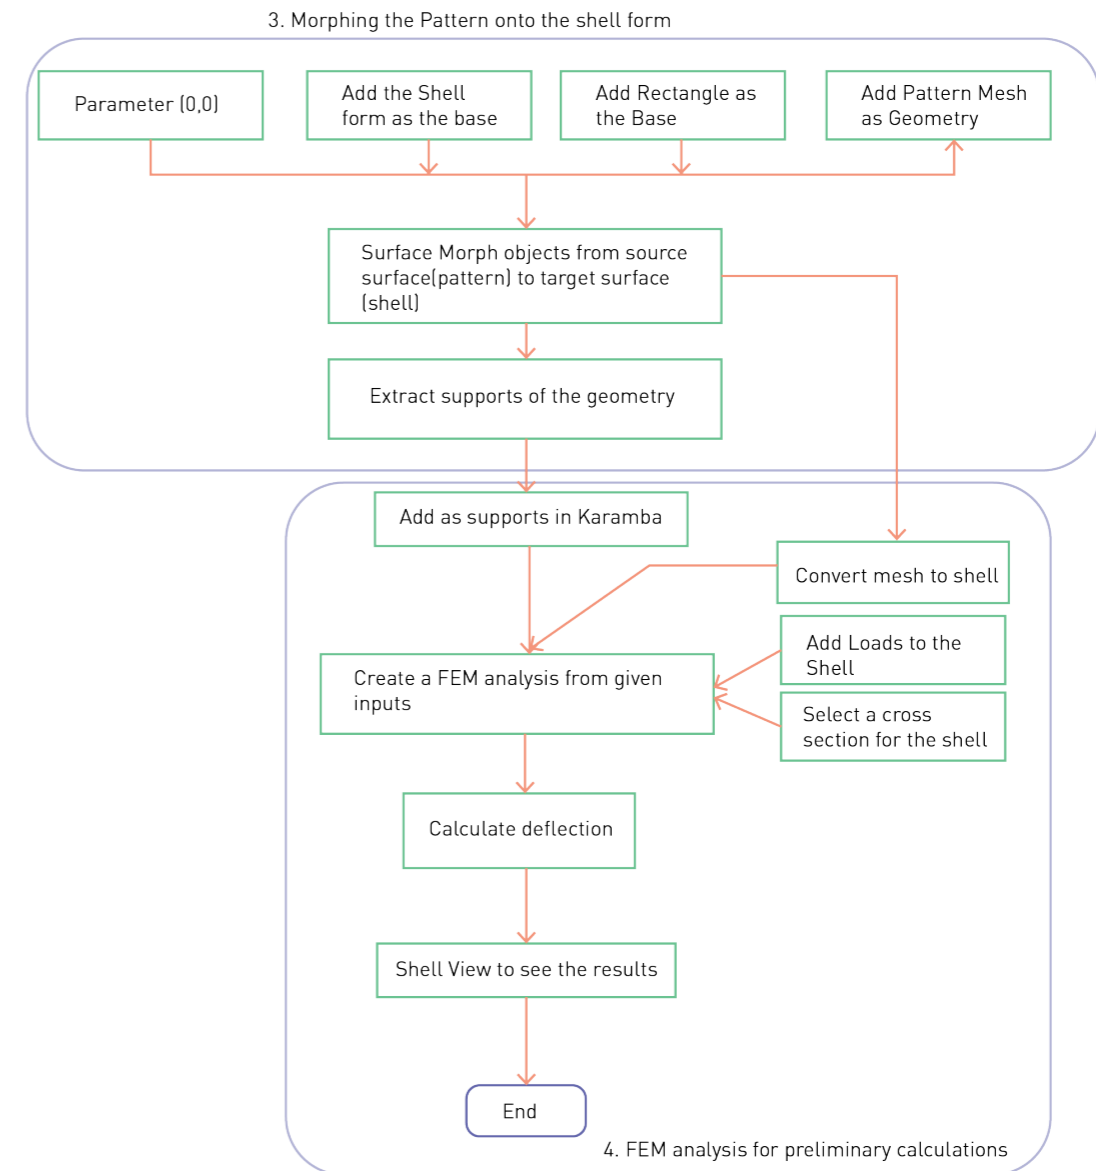 3. Morphing the Pattern onto the shell form
Parameter (0,0)
Add the Shell
form as the base
Add Rectangle as
the Base
Add Pattern Mesh
as Geometry
Surface Morph objects from source
surface(pattern) to target surface
(shell)
Extract supports of the geometry
Add as supports in Karamba
Convert mesh to shell
Add Loads to the
Shell
Create a FEM analysis from given
inputs
Select a cross
section for the shell
Calculate deflection
Shell View to see the results
End
4. FEM analysis for preliminary calculations